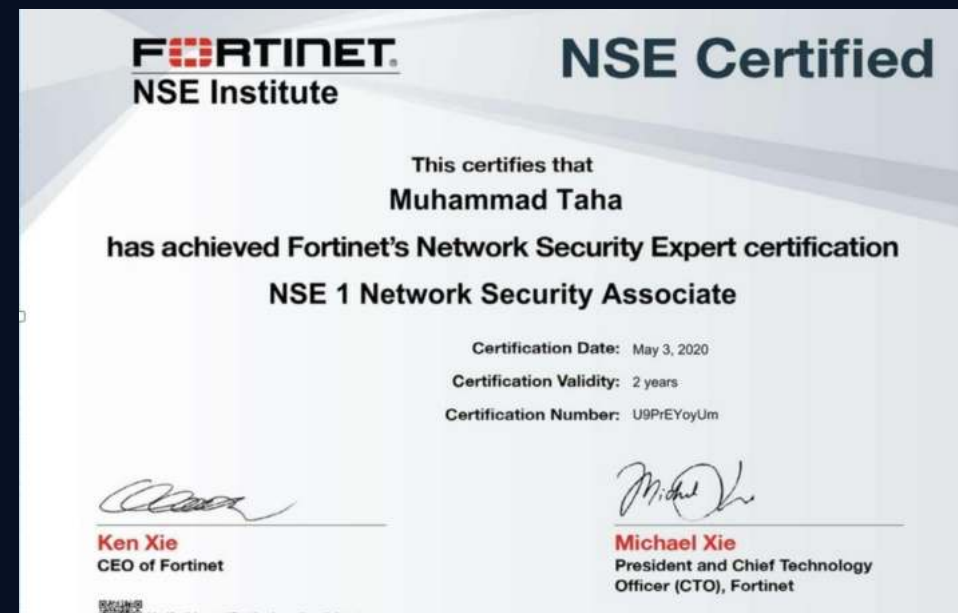 FORTINET.
NSE Institute
NSE Certified
This certifies that
Muhammad Taha
has achieved Fortinet's Network Security Expert certification
NSE 1 Network Security Associate
Certification Date: May 3, 2020
Certification Validity: 2 years
Certification Number: U9PrEYoyUm
Ken Xie
CEO of Fortinet
Michael Xie
President and Chief Technology
Officer (CTO), Fortinet